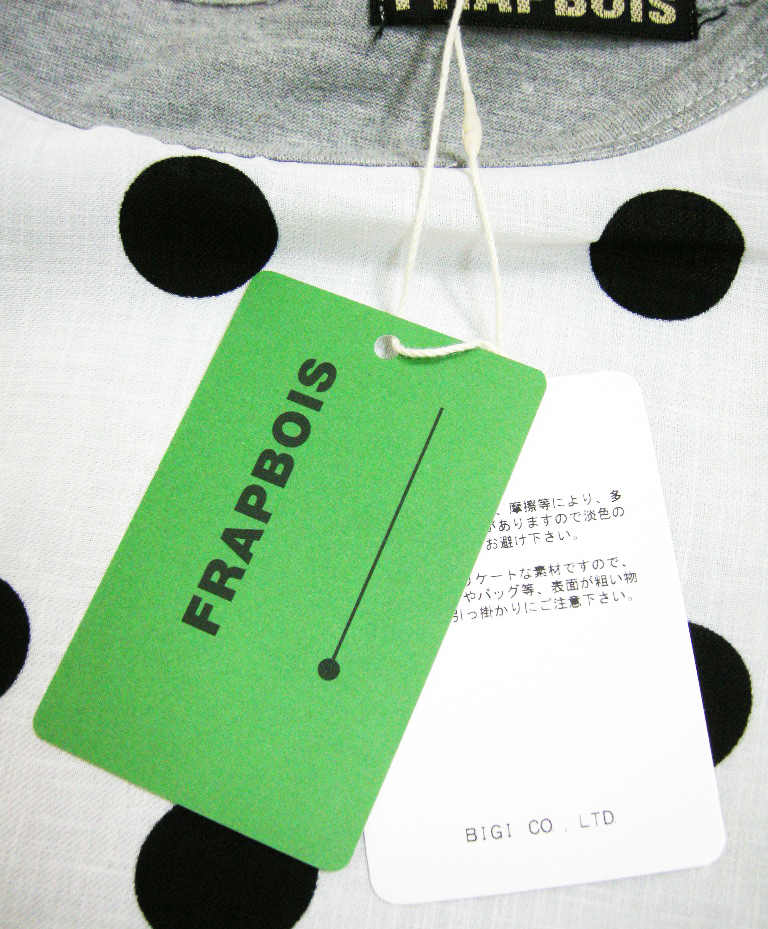 FRAPBOIS
FRAPBOIS
、摩擦等により、多
がありますので淡色の
お避け下さい。
ケートな素材ですので、
やバッグ等、表面が粗い物
引っ掛かりにご注意下さい。
BIGI CO., LTD.